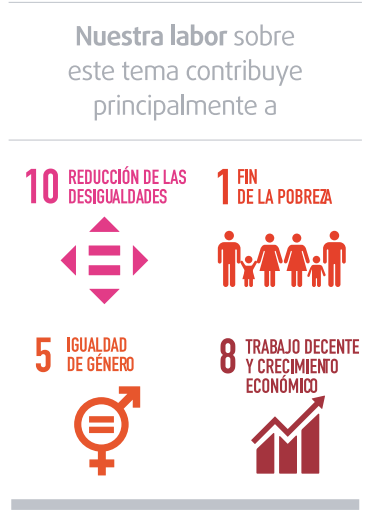 Nuestra labor sobre
este tema contribuye
principalmente a
10 REDUCCIÓN DE LAS
DESIGUALDADES
1 FIN
DE LA POBREZA
5 IGUALDAD
DE GÉNERO
8 TRABAJO DECENTE
Y CRECIMIENTO
ECONÓMICO